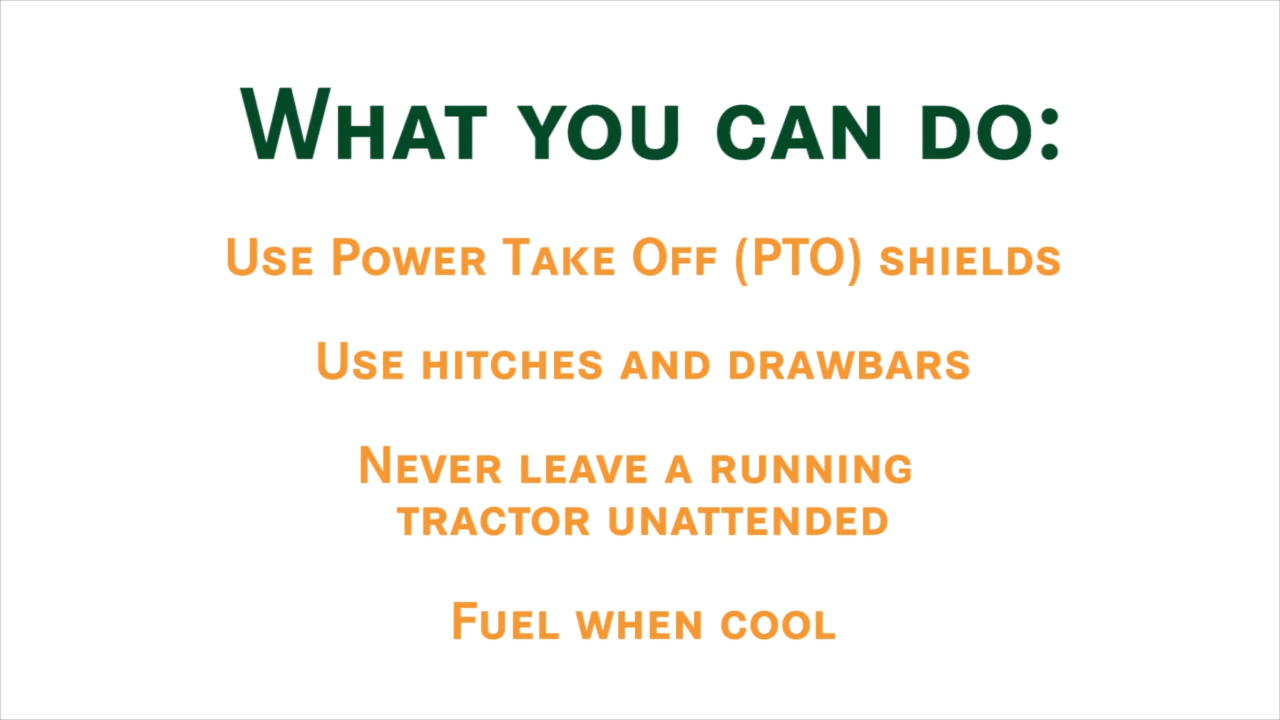 What you can do:
Use Power Take Off (PTO) shields
Use hitches and drawbars
Never leave a running
tractor unattended
Fuel when cool